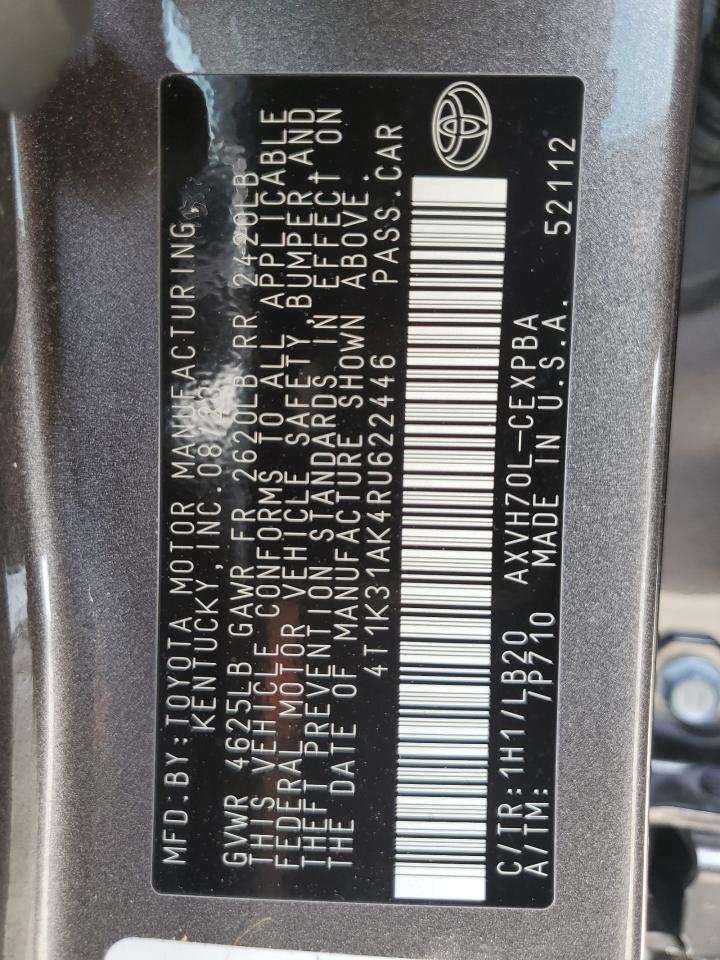 MFD.BY:TOYOTA MOTOR MANUFACTURING,
KENTUCKY,INC.08/23
GVWR 4625LB GAWR FR 2620LB RR 2420LB
THIS VEHICLE CONFORMS TO ALL APPLICABLE
FEDERAL MOTOR VEHICLE SAFETY, BUMPER, AND
THEFT PREVENTION STANDARDS IN EFFECT ON
THE DATE OF MANUFACTURE SHOWN ABOVE.
4T1K31AK4RU622446 PASS.CAR
C/TR:1H1/LB20 AXVH70L-CEXPBA 52112
A/TM: 7P710 MADE IN U.S.A.